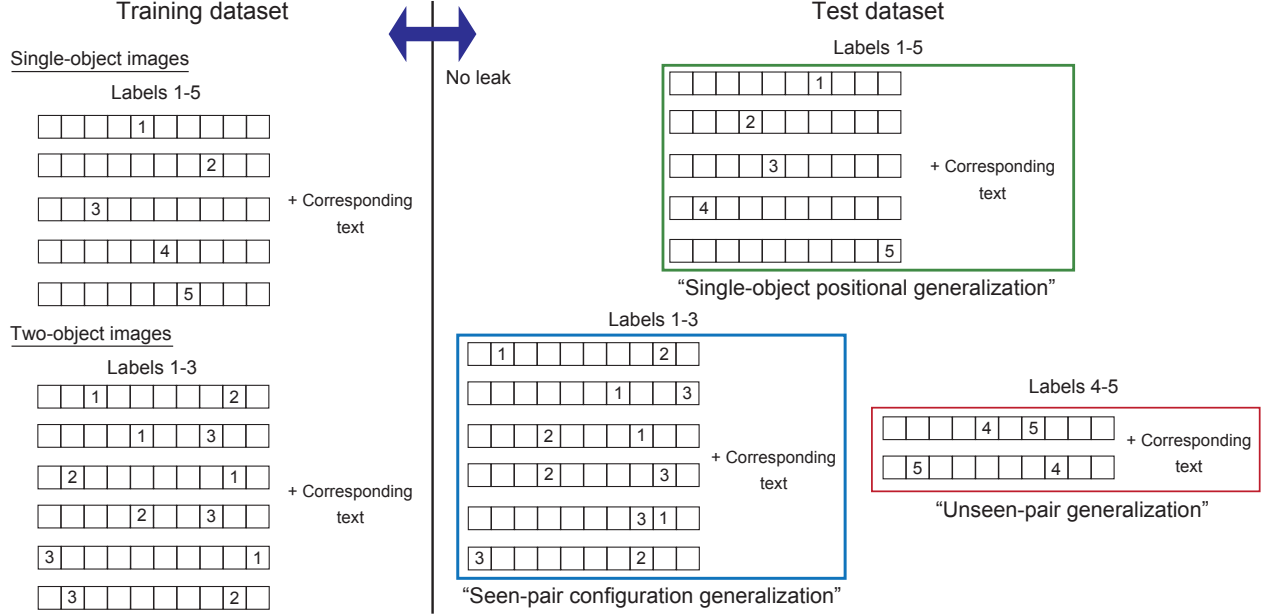 Training dataset
Single-object images
Labels 1-5
1
2
3
4
5
+ Corresponding
text
Two-object images
Labels 1-3
1 2
1 3
2 1
2 3
3 1
3 2
+ Corresponding
text
No leak
Test dataset
Labels 1-5
1
2
3
4
5
+ Corresponding
text
“Single-object positional generalization”
Labels 1-3
1 2
1 3
2 1
2 3
3 1
3 2
+ Corresponding
text
“Seen-pair configuration generalization”
Labels 4-5
4 5
5 4
+ Corresponding
text
“Unseen-pair generalization”